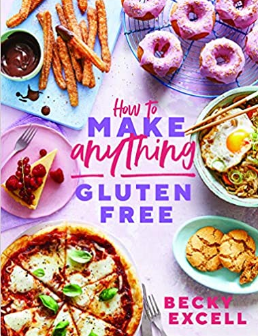 How to
MAKE
anything
GLUTEN
FREE
BECKY
EXCELL